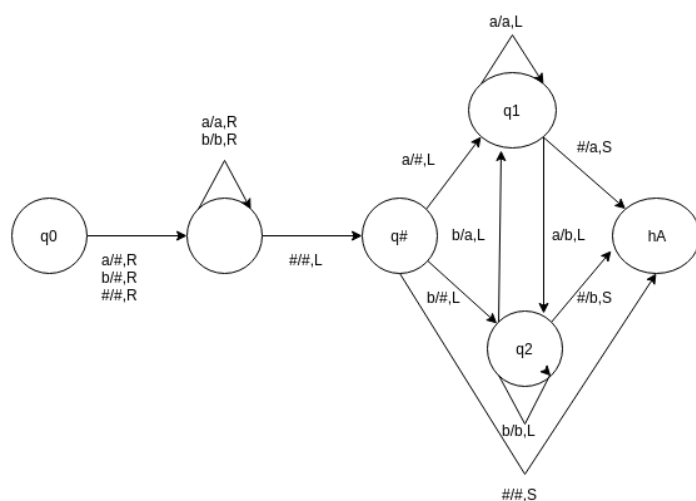 a/a,L
q1
a/a,R
b/b,R
#/a,S
a/#,L
q0
q#
b/a,L
a/b,L
hA
a/#,R
b/#,R
#/#,R
#/#,L
b/#,L
#/b,S
q2
b/b,L
#/#,S